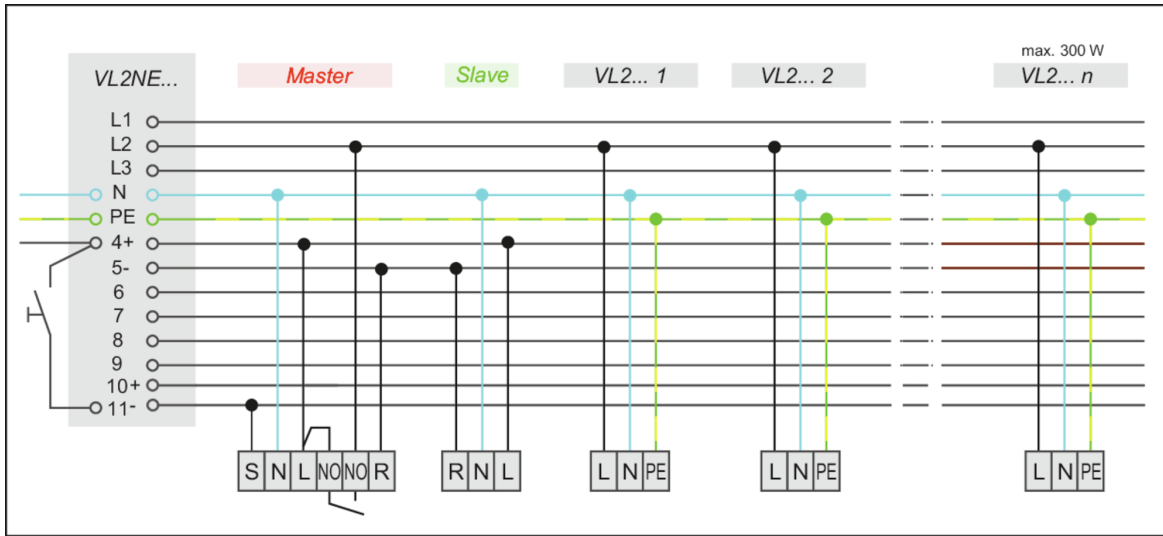 max. 300 W
VL2NE... Master Slave VL2... 1 VL2... 2 VL2... n
L1
L2
L3
N
PE
4+
5-
6
7
8
9
10+
11-
S N L NO NO R R N L L N PE L N PE L N PE